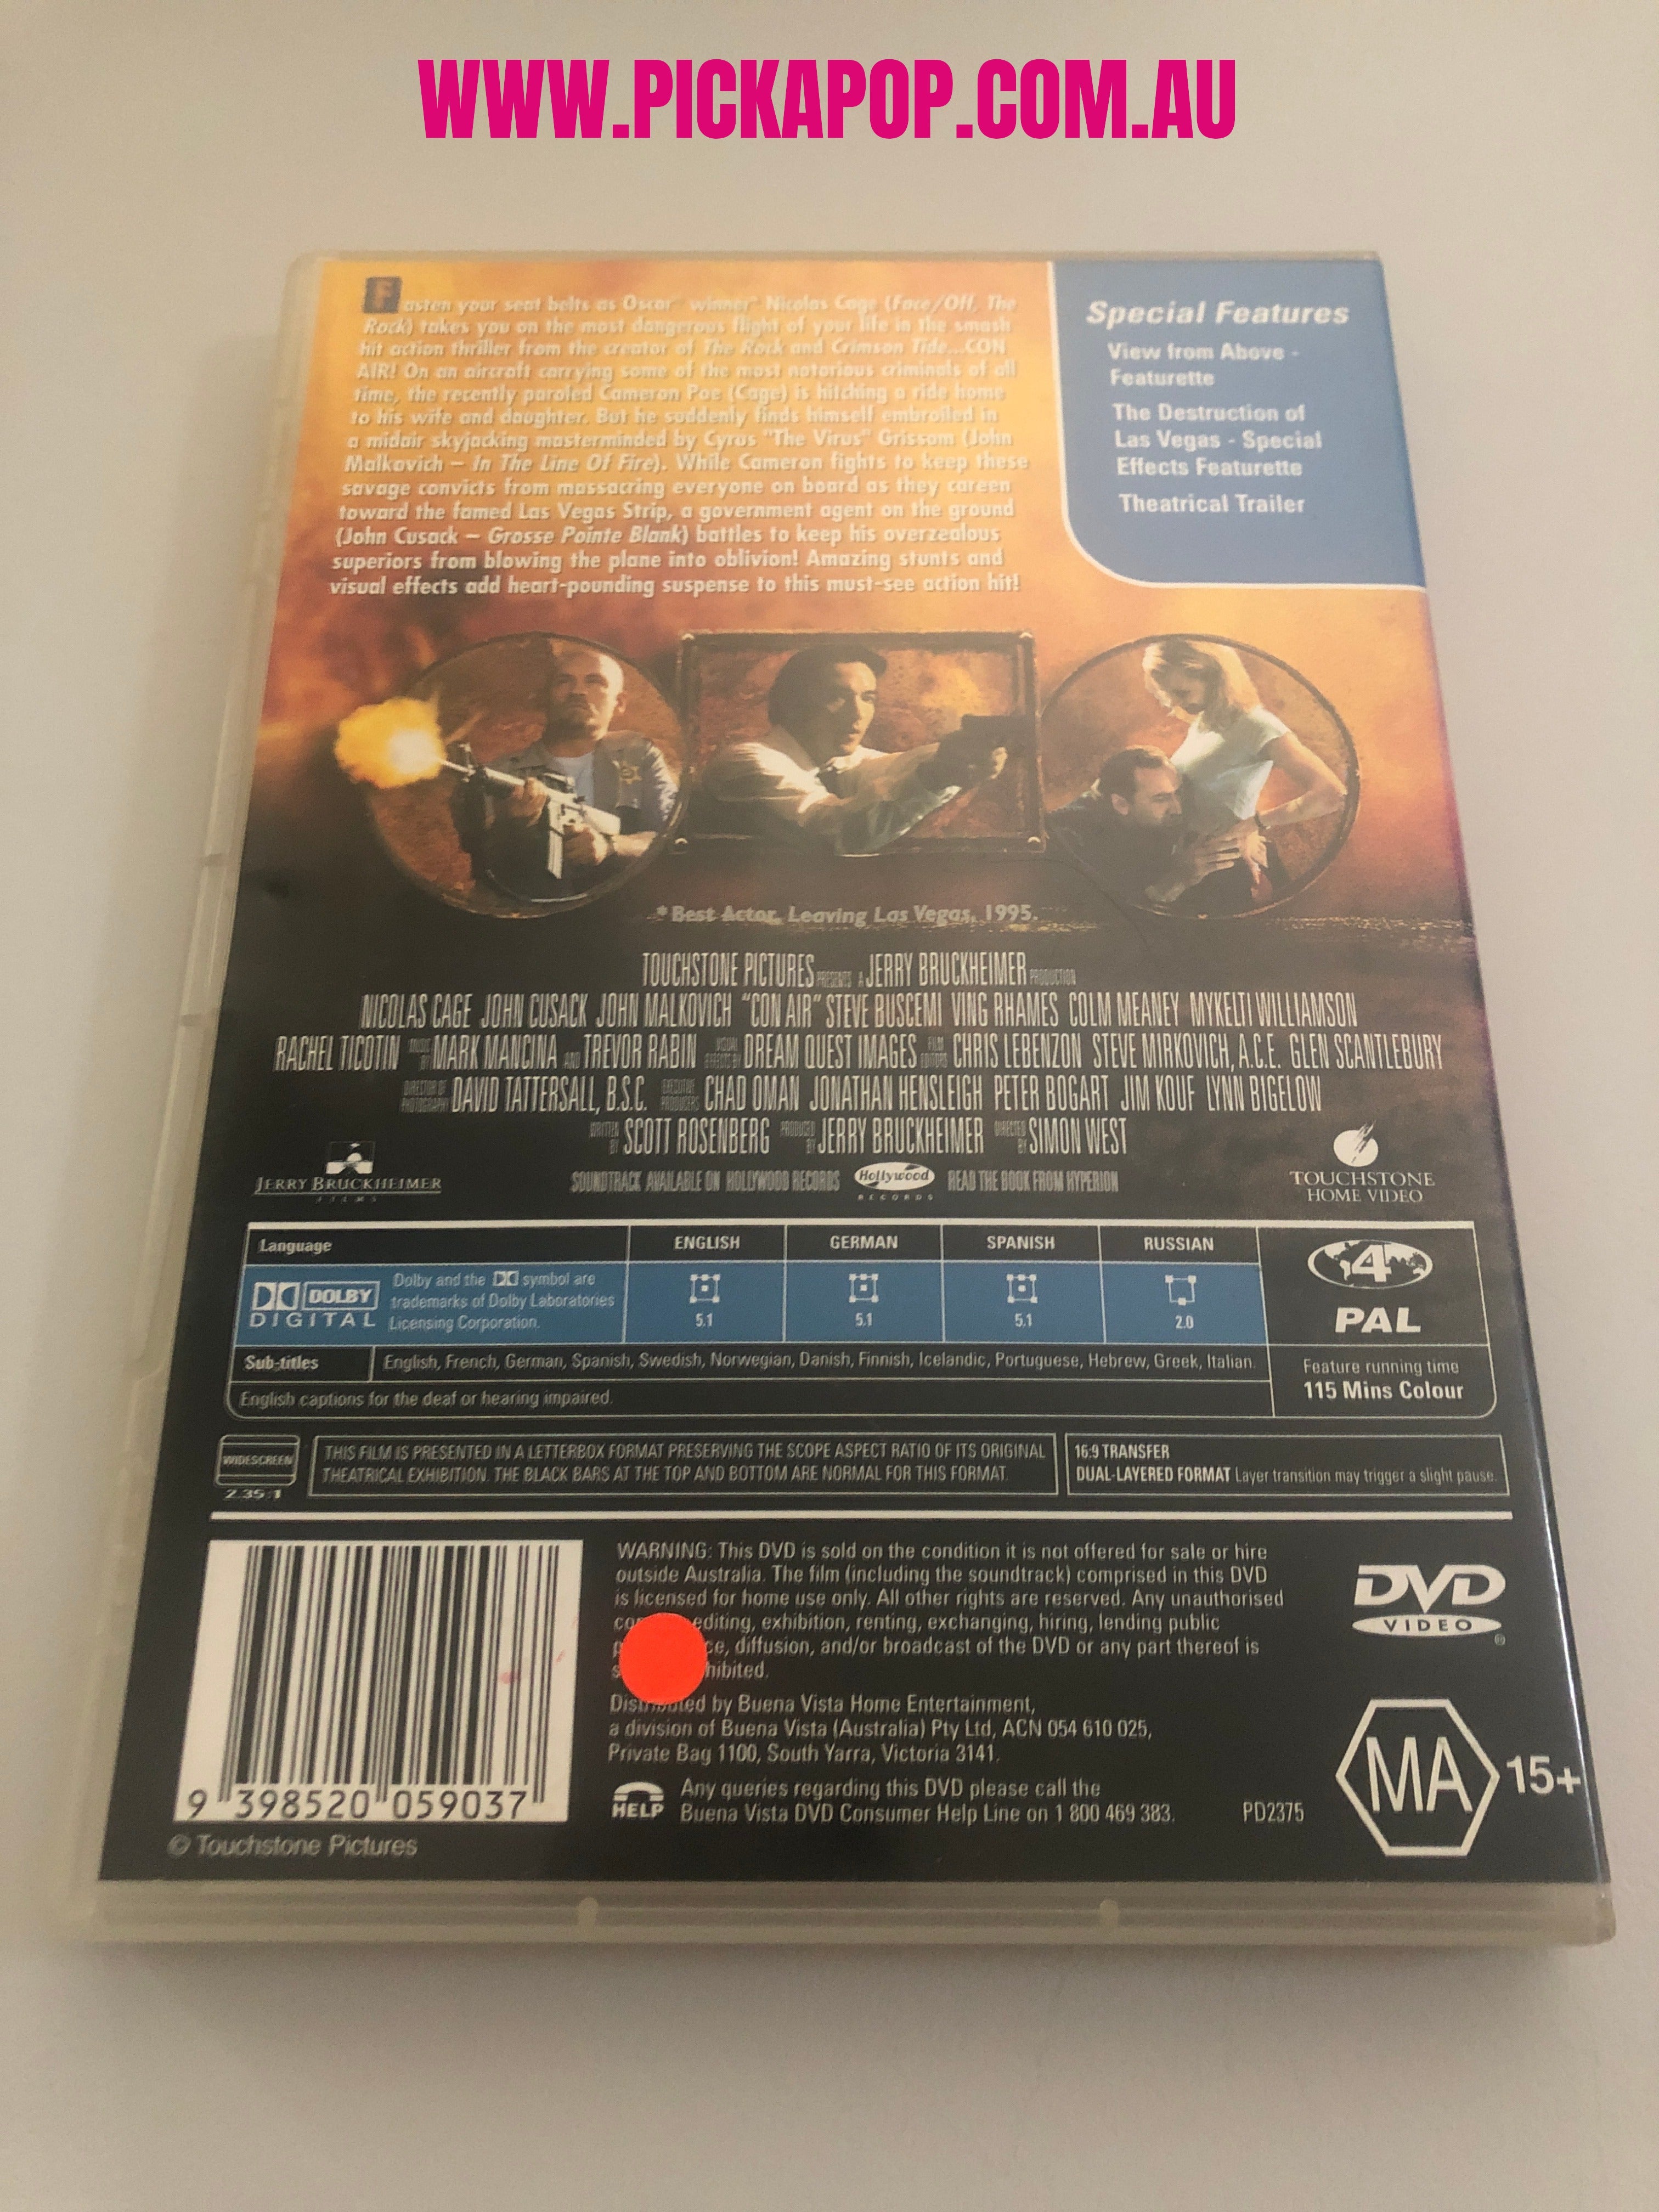 WWW.PICKAPOP.COM.AU
Fasten your seat belts as Oscar® winner* Nicolas Cage (Face/Off, The
Rock) takes you on the most dangerous flight of your life in the smash
hit action thriller from the creator of The Rock and Crimson Tide...CON
AIR! On an aircraft carrying some of the most notorious criminals of all
time, the recently paroled Cameron Poe (Cage) is hitching a ride home
to his wife and daughter. But he suddenly finds himself embroiled in
a midair skyjacking masterminded by Cyrus "The Virus" Grissom (John
Malkovich – In The Line Of Fire). While Cameron fights to keep these
savage convicts from massacring everyone on board as they careen
toward the famed Las Vegas Strip, a government agent on the ground
(John Cusack – Grosse Pointe Blank) battles to keep his overzealous
superiors from blowing the plane into oblivion! Amazing stunts and
visual effects add heart-pounding suspense to this must-see action hit!
Special Features
View from Above -
Featurette
The Destruction of
Las Vegas - Special
Effects Featurette
Theatrical Trailer
*Best Actor, Leaving Las Vegas, 1995.
TOUCHSTONE PICTURES PRESENTS A JERRY BRUCKHEIMER PRODUCTION
NICOLAS CAGE JOHN CUSACK JOHN MALKOVICH "CON AIR" STEVE BUSCEMI VING RHAMES COLM MEANEY MYKELTI WILLIAMSON
RACHEL TICOTIN MUSIC BY MARK MANCINA AND TREVOR RABIN VISUAL EFFECTS BY DREAM QUEST IMAGES FILM EDITORS CHRIS LEBENZON STEVE MIRKOVICH, A.C.E. GLEN SCANTLEBURY
DIRECTOR OF PHOTOGRAPHY DAVID TATTERSALL, B.S.C. EXECUTIVE PRODUCERS CHAD OMAN JONATHAN HENSLEIGH PETER BOGART JIM KOUF LYNN BIGELOW
WRITTEN BY SCOTT ROSENBERG PRODUCED BY JERRY BRUCKHEIMER DIRECTED BY SIMON WEST
JERRY BRUCKHEIMER
FILMS
SOUNDTRACK AVAILABLE ON HOLLYWOOD RECORDS
Hollywood
RECORDS
READ THE BOOK FROM HYPERION
TOUCHSTONE
HOME VIDEO
Language ENGLISH GERMAN SPANISH RUSSIAN
DOLBY
DIGITAL
Dolby and the DD symbol are
trademarks of Dolby Laboratories
Licensing Corporation.
5.1 5.1 5.1 2.0
4
PAL
Sub-titles English, French, German, Spanish, Swedish, Norwegian, Danish, Finnish, Icelandic, Portuguese, Hebrew, Greek, Italian.
English captions for the deaf or hearing impaired.
Feature running time
115 Mins Colour
WIDESCREEN
2.35:1
THIS FILM IS PRESENTED IN A LETTERBOX FORMAT PRESERVING THE SCOPE ASPECT RATIO OF ITS ORIGINAL
THEATRICAL EXHIBITION. THE BLACK BARS AT THE TOP AND BOTTOM ARE NORMAL FOR THIS FORMAT.
16:9 TRANSFER
DUAL-LAYERED FORMAT Layer transition may trigger a slight pause.
9 398520 059037
© Touchstone Pictures
WARNING: This DVD is sold on the condition it is not offered for sale or hire
outside Australia. The film (including the soundtrack) comprised in this DVD
is licensed for home use only. All other rights are reserved. Any unauthorised
editing, exhibition, renting, exchanging, hiring, lending public
diffusion, and/or broadcast of the DVD or any part thereof is
Distributed by Buena Vista Home Entertainment,
a division of Buena Vista (Australia) Pty Ltd, ACN 054 610 025,
Private Bag 1100, South Yarra, Victoria 3141.
HELP
Any queries regarding this DVD please call the
Buena Vista DVD Consumer Help Line on 1 800 469 383.
PD2375
DVD
VIDEO
MA 15+